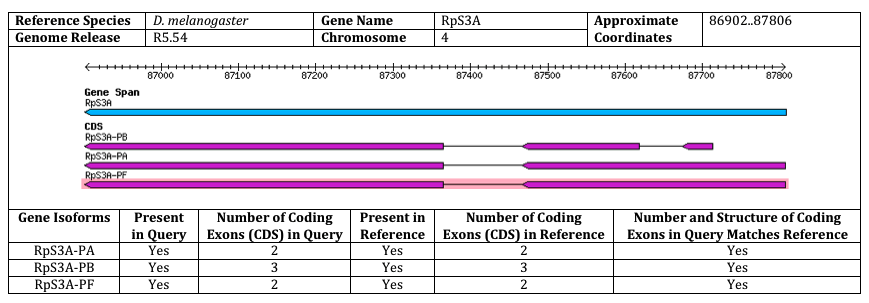 Reference Species D. melanogaster Gene Name RpS3A Approximate Coordinates 86902..87806
Genome Release R5.54 Chromosome 4
87000 87100 87200 87300 87400 87500 87600 87700 87800
Gene Span
RpS3A
CDS
RpS3A-PB
RpS3A-PA
RpS3A-PF
Gene Isoforms Present in Query Number of Coding Exons (CDS) in Query Present in Reference Number of Coding Exons (CDS) in Reference Number and Structure of Coding Exons in Query Matches Reference
RpS3A-PA Yes 2 Yes 2 Yes
RpS3A-PB Yes 3 Yes 3 Yes
RpS3A-PF Yes 2 Yes 2 Yes